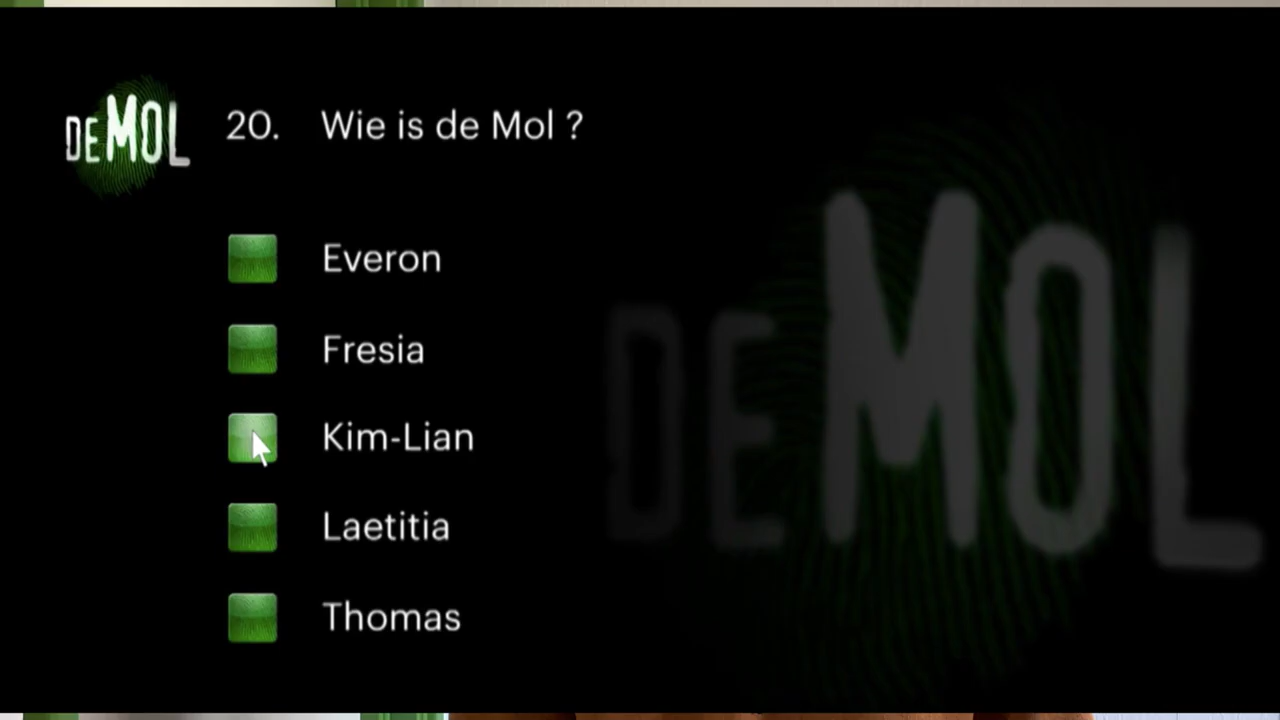 DE MOL
20. Wie is de Mol ?
Everon
Fresia
Kim-Lian
Laetitia
Thomas
DE MOL